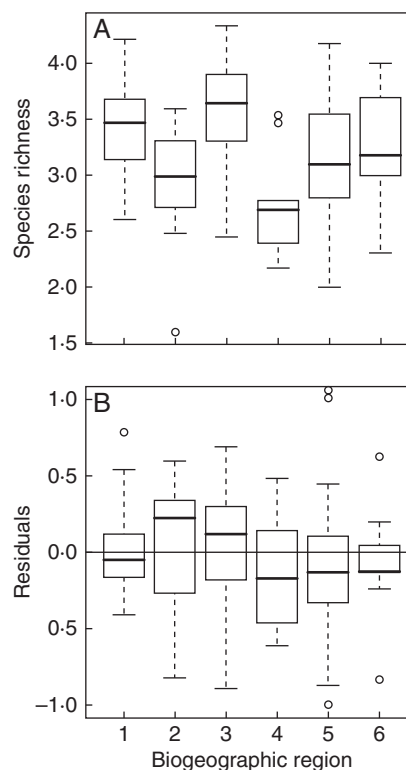 A
4·0
3·5
3·0
2·5
2·0
1·5
Species richness
B
1·0
0·5
0·0
0·5
−1·0
Residuals
1 2 3 4 5 6
Biogeographic region